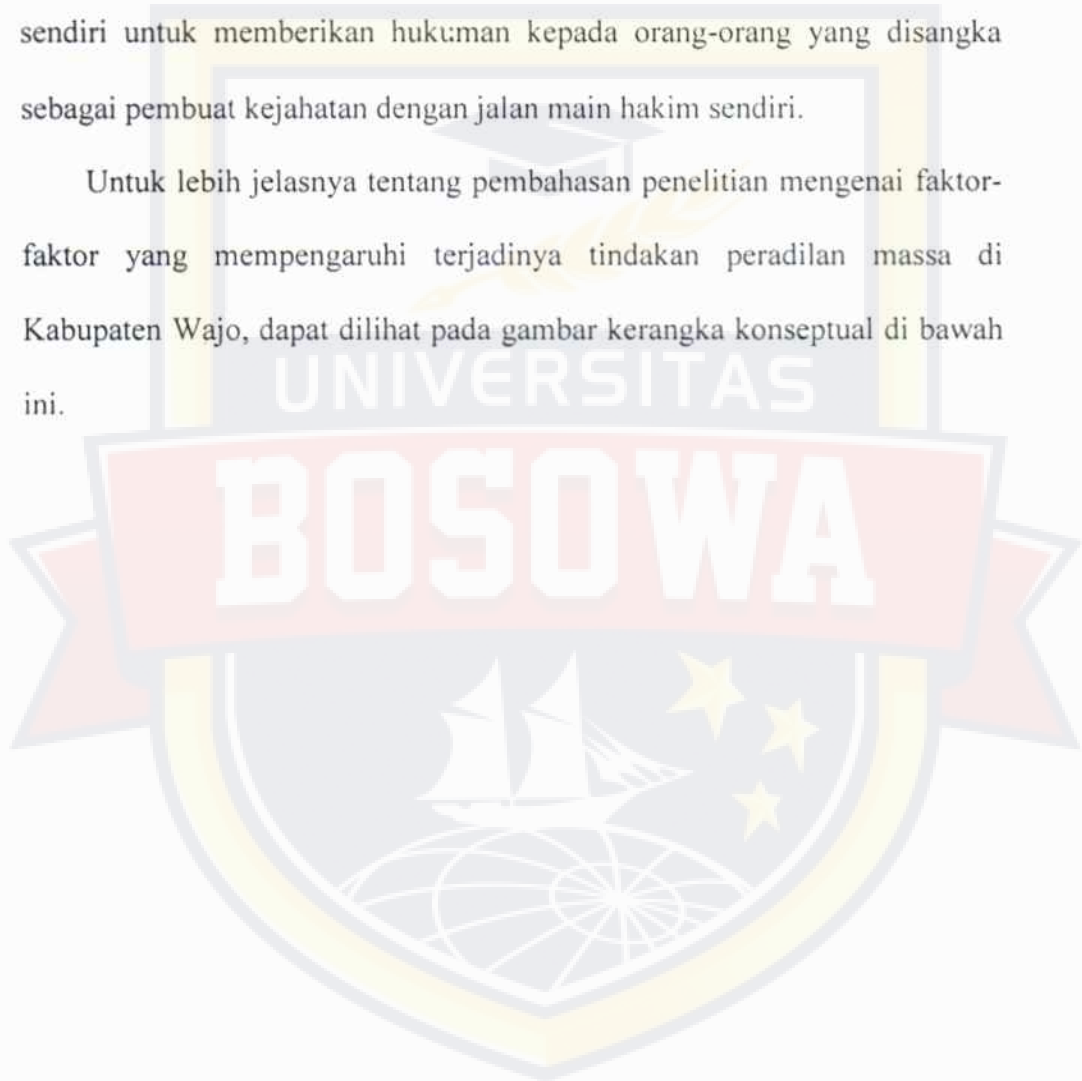 sendiri untuk memberikan hukuman kepada orang-orang yang disangka
sebagai pembuat kejahatan dengan jalan main hakim sendiri.
Untuk lebih jelasnya tentang pembahasan penelitian mengenai faktor-
faktor yang mempengaruhi terjadinya tindakan peradilan massa di
Kabupaten Wajo, dapat dilihat pada gambar kerangka konseptual di bawah
ini.
UNIVERSITAS
BOSOWA